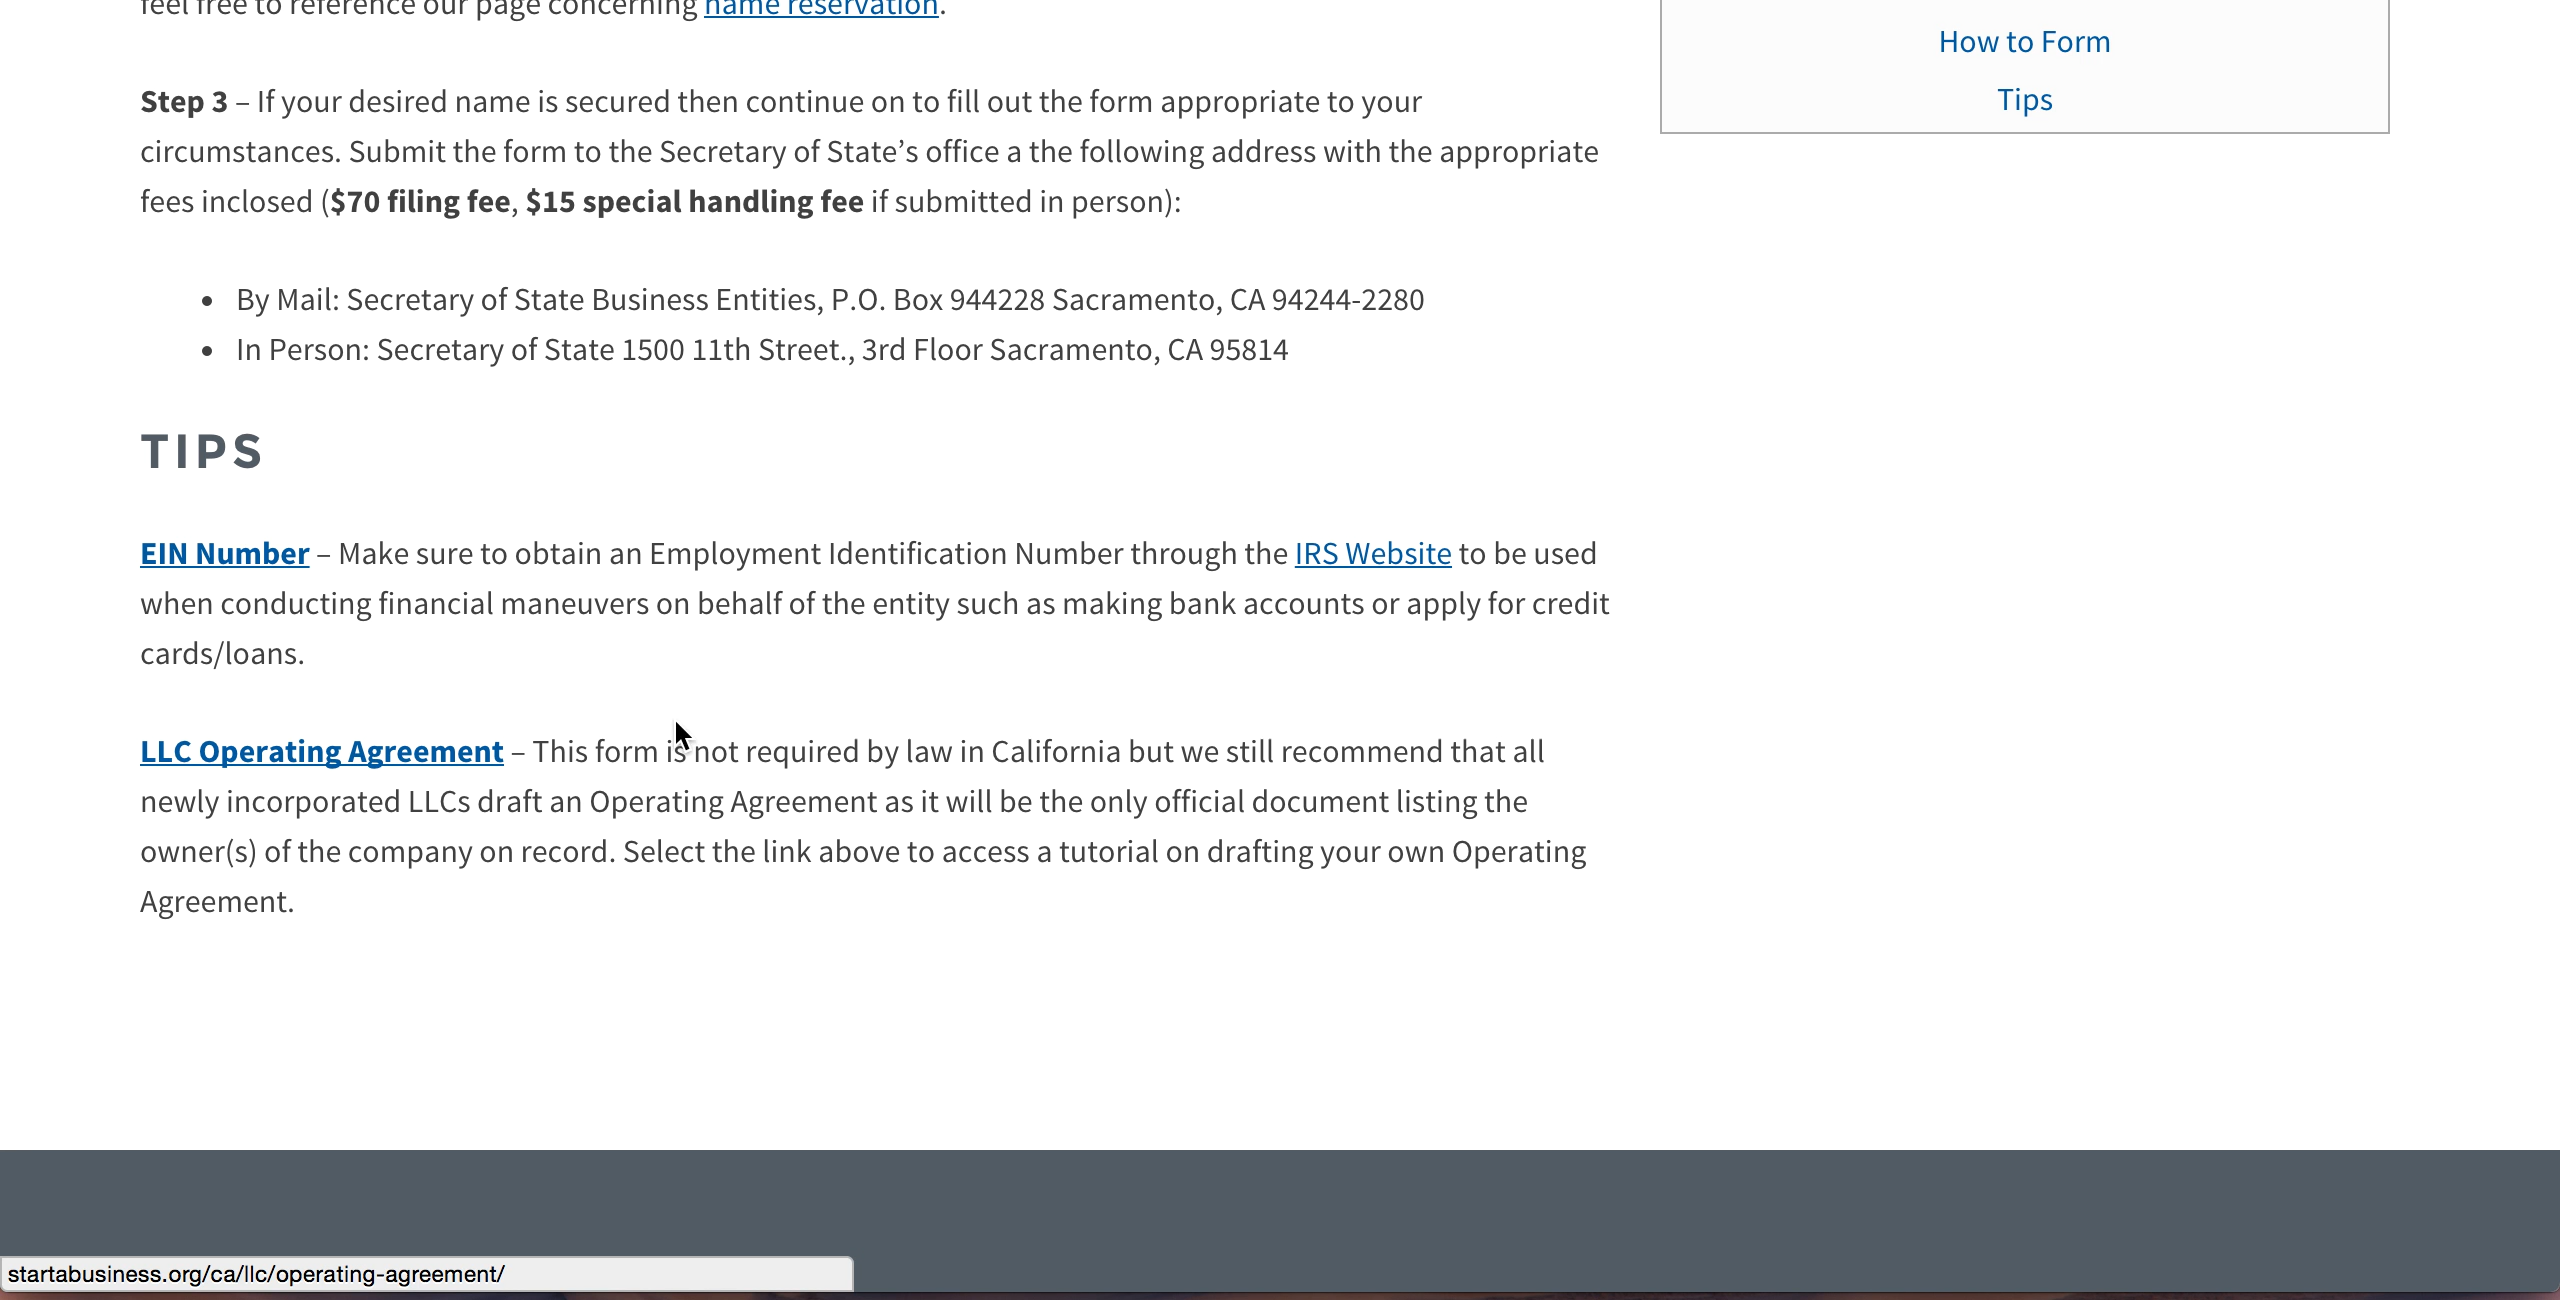 feel free to reference our page concerning name reservation.
How to Form
Tips
Step 3 – If your desired name is secured then continue on to fill out the form appropriate to your
circumstances. Submit the form to the Secretary of State’s office a the following address with the appropriate
fees inclosed ($70 filing fee, $15 special handling fee if submitted in person):
• By Mail: Secretary of State Business Entities, P.O. Box 944228 Sacramento, CA 94244-2280
• In Person: Secretary of State 1500 11th Street., 3rd Floor Sacramento, CA 95814
TIPS
EIN Number – Make sure to obtain an Employment Identification Number through the IRS Website to be used
when conducting financial maneuvers on behalf of the entity such as making bank accounts or apply for credit
cards/loans.
LLC Operating Agreement – This form is not required by law in California but we still recommend that all
newly incorporated LLCs draft an Operating Agreement as it will be the only official document listing the
owner(s) of the company on record. Select the link above to access a tutorial on drafting your own Operating
Agreement.
startabusiness.org/ca/llc/operating-agreement/